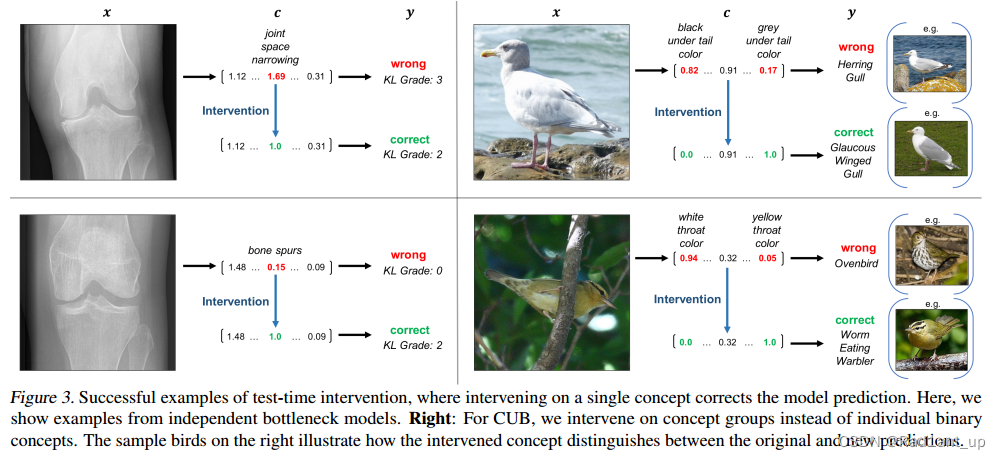 x c y
joint
space
narrowing
[ 1.12 ... 1.69 ... 0.31 ]
wrong
KL Grade: 3
Intervention
[ 1.12 ... 1.0 ... 0.31 ]
correct
KL Grade: 2
bone spurs
[ 1.48 ... 0.15 ... 0.09 ]
wrong
KL Grade: 0
Intervention
[ 1.48 ... 1.0 ... 0.09 ]
correct
KL Grade: 2
x c y
black grey
under tail under tail
color color
[ 0.82 ... 0.91 ... 0.17 ]
wrong
Herring
Gull
e.g.
Intervention
[ 0.0 ... 0.91 ... 1.0 ]
correct
Glaucous
Winged
Gull
e.g.
white yellow
throat throat
color color
[ 0.94 ... 0.32 ... 0.05 ]
wrong
Ovenbird
e.g.
Intervention
[ 0.0 ... 0.32 ... 1.0 ]
correct
Worm
Eating
Warbler
e.g.
Figure 3. Successful examples of test-time intervention, where intervening on a single concept corrects the model prediction. Here, we
show examples from independent bottleneck models. Right: For CUB, we intervene on concept groups instead of individual binary
concepts. The sample birds on the right illustrate how the intervened concept distinguishes between the original and new predictions.